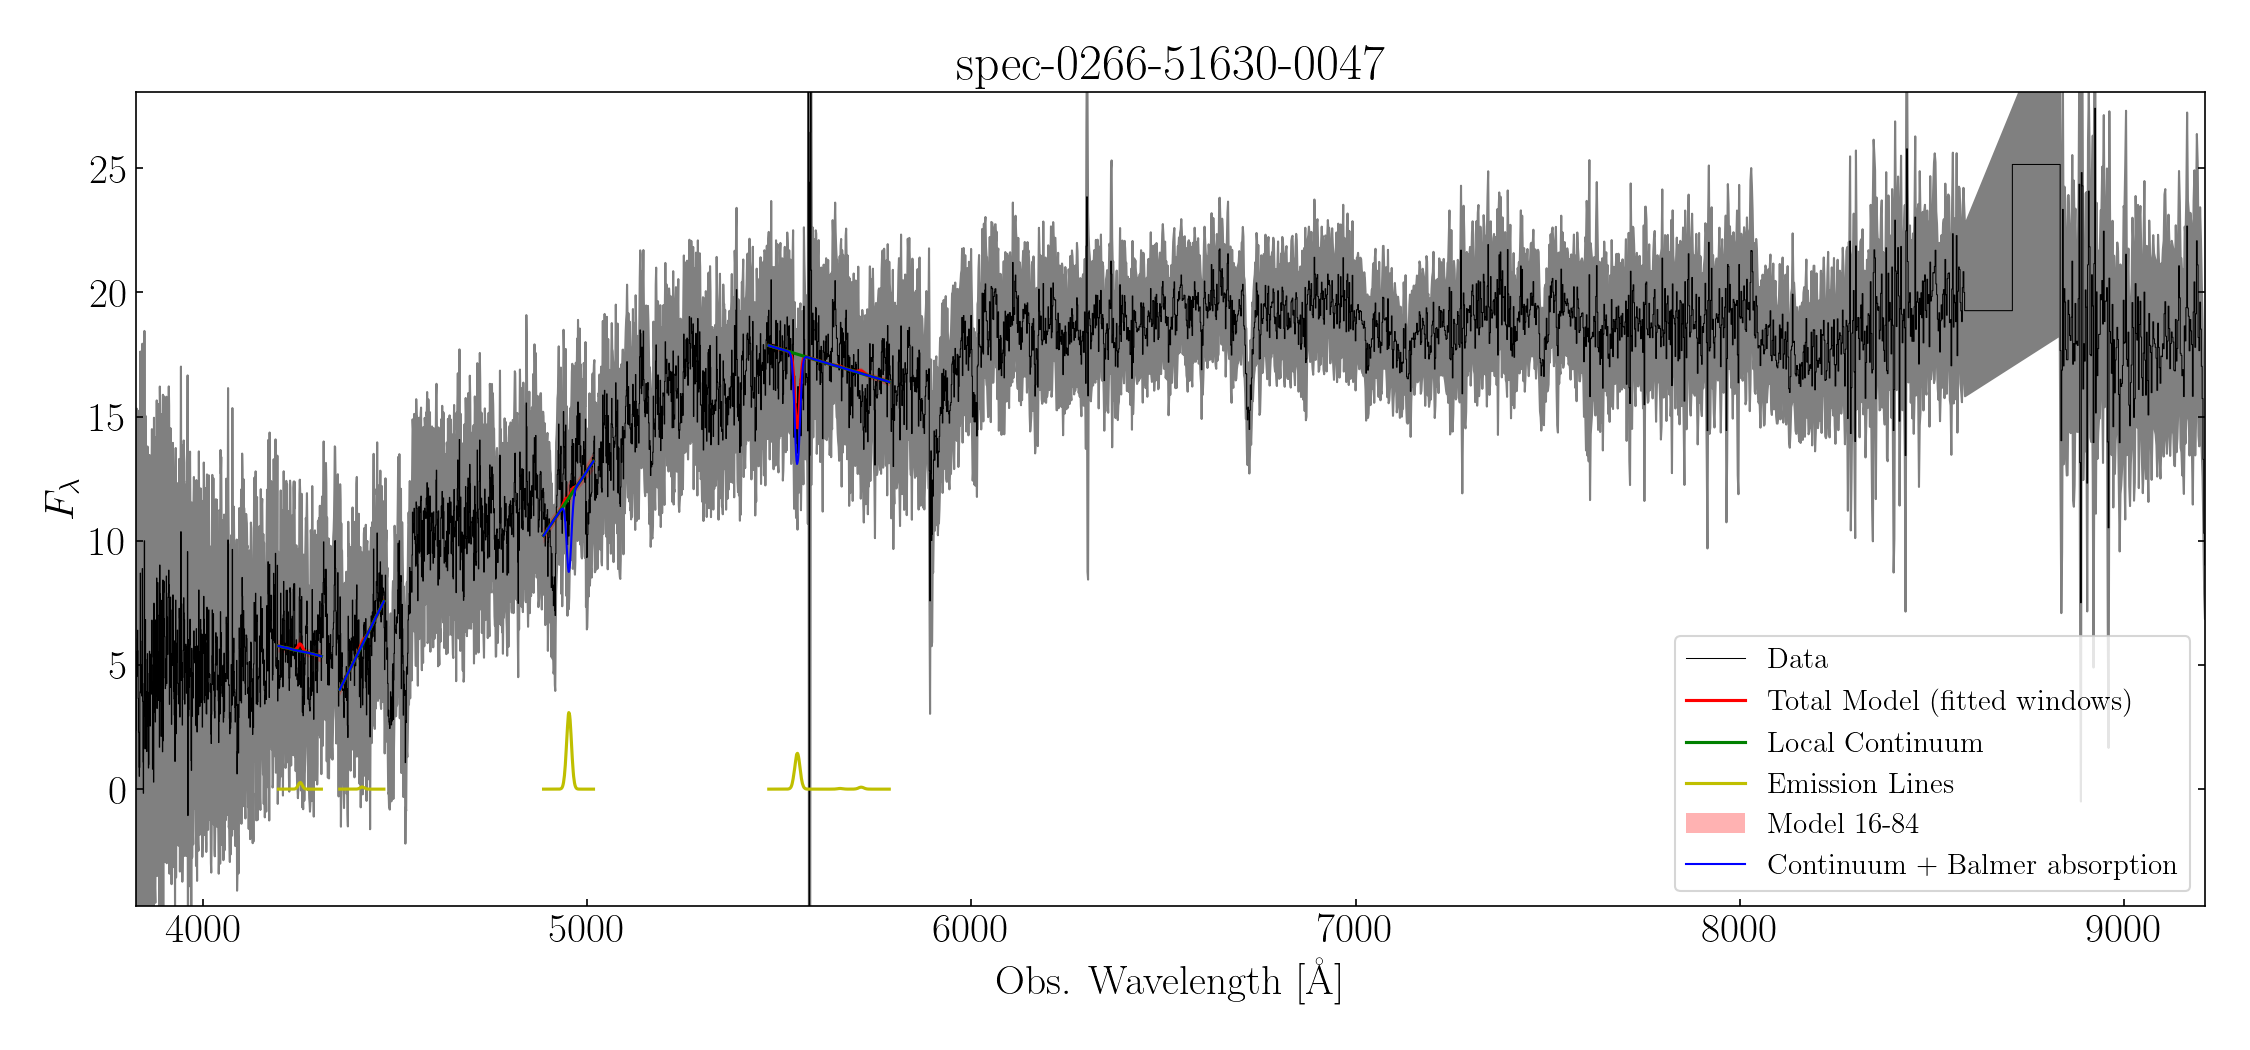 spec-0266-51630-0047
25
20
15
10
5
0
F_λ
4000 5000 6000 7000 8000 9000
Obs. Wavelength [Å]
Data
Total Model (fitted windows)
Local Continuum
Emission Lines
Model 16-84
Continuum + Balmer absorption